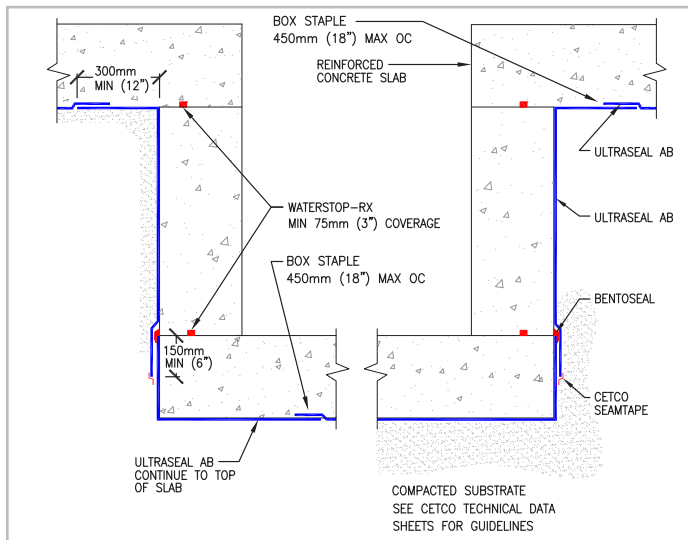 BOX STAPLE
450mm (18”) MAX OC
REINFORCED
CONCRETE SLAB
300mm
MIN (12”)
ULTRASEAL AB
WATERSTOP-RX
MIN 75mm (3”) COVERAGE
ULTRASEAL AB
BOX STAPLE
450mm (18”) MAX OC
BENTOSEAL
150mm
MIN (6”)
CETCO
SEAMTAPE
ULTRASEAL AB
CONTINUE TO TOP
OF SLAB
COMPACTED SUBSTRATE
SEE CETCO TECHNICAL DATA
SHEETS FOR GUIDELINES